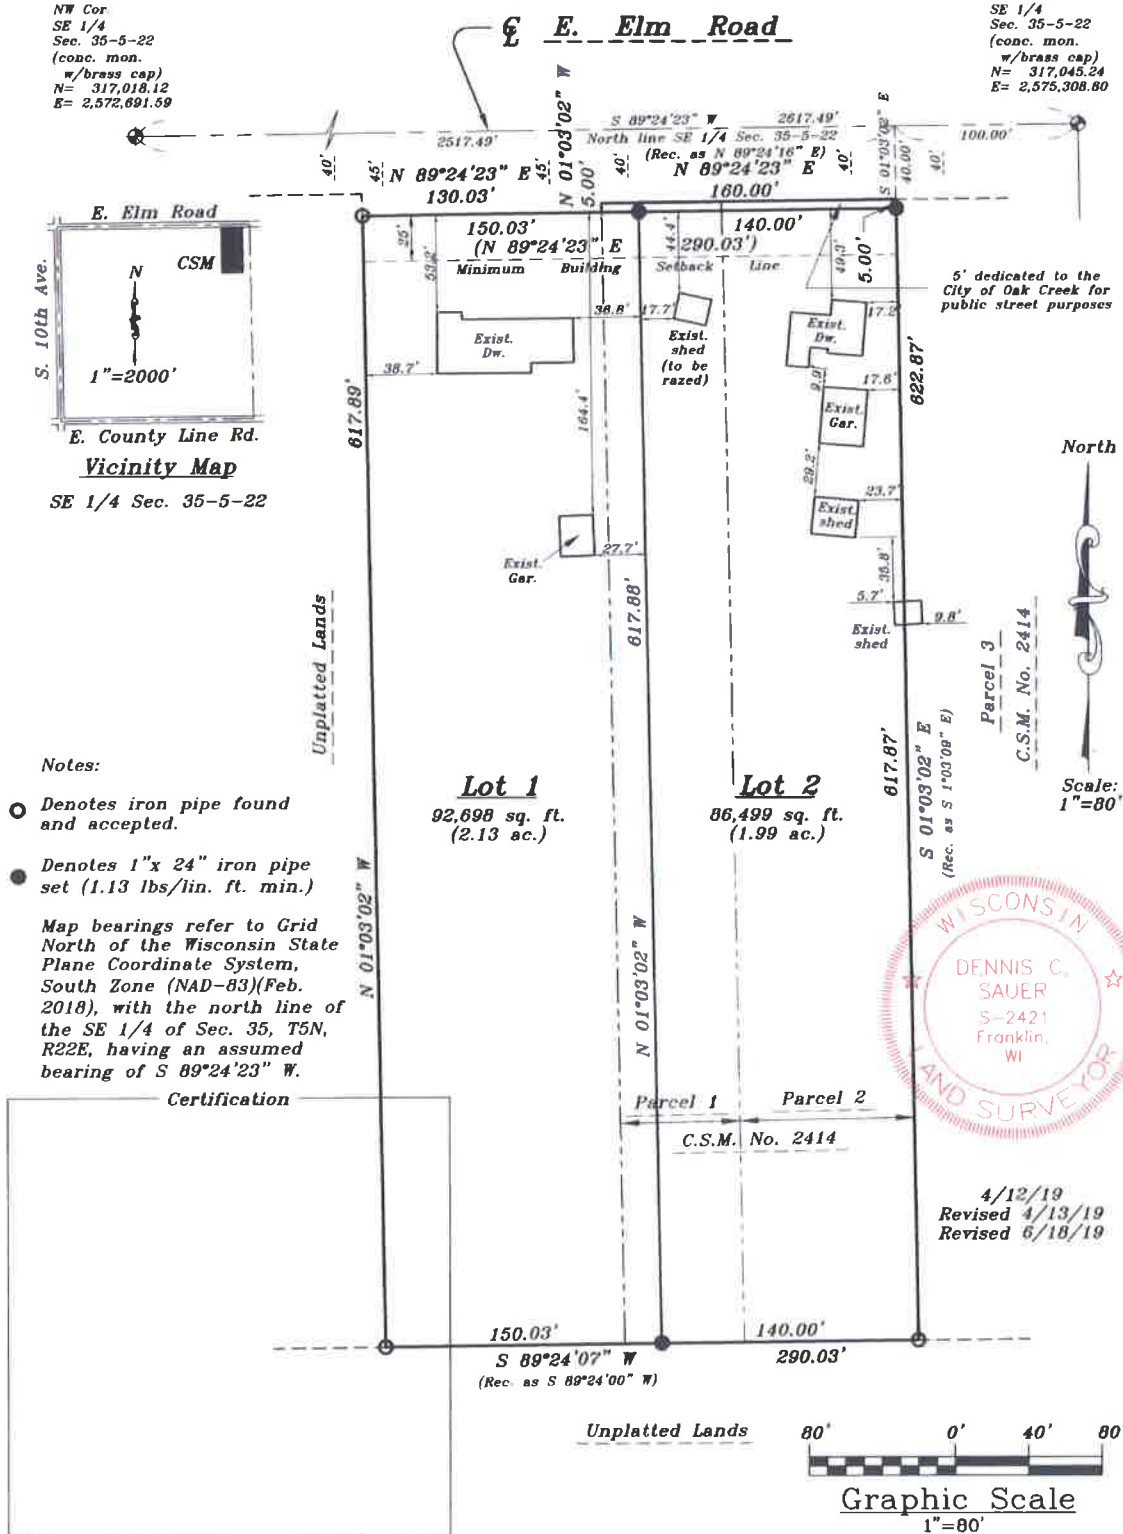 NW Cor
SE 1/4
Sec. 35-5-22
(conc. mon.
w/brass cap)
N= 317,018.12
E= 2,572,691.59
℄ E. Elm Road
SE 1/4
Sec. 35-5-22
(conc. mon.
w/brass cap)
N= 317,045.24
E= 2,575,308.80
S 89°24'23" W 2617.49'
2517.49'
North line SE 1/4 Sec. 35-5-22
(Rec. as N 89°24'16" E)
100.00'
40'
45'
N 89°24'23" E
45'
130.03'
N 01°03'02" W
5.00'
40'
N 89°24'23" E
160.00'
40'
S 01°03'02" E
40.00'
40'
150.03'
140.00'
(N 89°24'23" E 290.03')
25'
53.2'
44.4'
49.3'
5.00'
Minimum Building Setback Line
5' dedicated to the
City of Oak Creek for
public street purposes
E. Elm Road
S. 10th Ave.
CSM
N
1"=2000'
E. County Line Rd.
Vicinity Map
SE 1/4 Sec. 35-5-22
Exist.
Dw.
38.7'
36.8'
17.7'
Exist.
shed
(to be
razed)
Exist.
Dw.
17.2'
9.9'
17.6'
Exist.
Gar.
29.2'
23.7'
Exist.
shed
35.8'
5.7'
9.8'
Exist.
shed
164.4'
Exist.
Gar.
27.7'
617.89'
617.88'
622.87'
617.87'
North
Scale:
1"=80'
Unplatted Lands
Parcel 3
C.S.M. No. 2414
S 01°03'02" E
(Rec. as S 1°03'09" E)
Lot 1
92,698 sq. ft.
(2.13 ac.)
Lot 2
86,499 sq. ft.
(1.99 ac.)
Notes:
Denotes iron pipe found
and accepted.
Denotes 1"x 24" iron pipe
set (1.13 lbs/lin. ft. min.)
Map bearings refer to Grid
North of the Wisconsin State
Plane Coordinate System,
South Zone (NAD-83)(Feb.
2018), with the north line of
the SE 1/4 of Sec. 35, T5N,
R22E, having an assumed
bearing of S 89°24'23" W.
N 01°03'02" W
N 01°03'02" W
WISCONSIN
DENNIS C.
SAUER
S-2421
Franklin,
WI
LAND SURVEYOR
Certification
Parcel 1
Parcel 2
C.S.M. No. 2414
4/12/19
Revised 4/13/19
Revised 6/18/19
150.03'
140.00'
S 89°24'07" W
290.03'
(Rec. as S 89°24'00" W)
Unplatted Lands
80' 0' 40' 80'
Graphic Scale
1"=80'